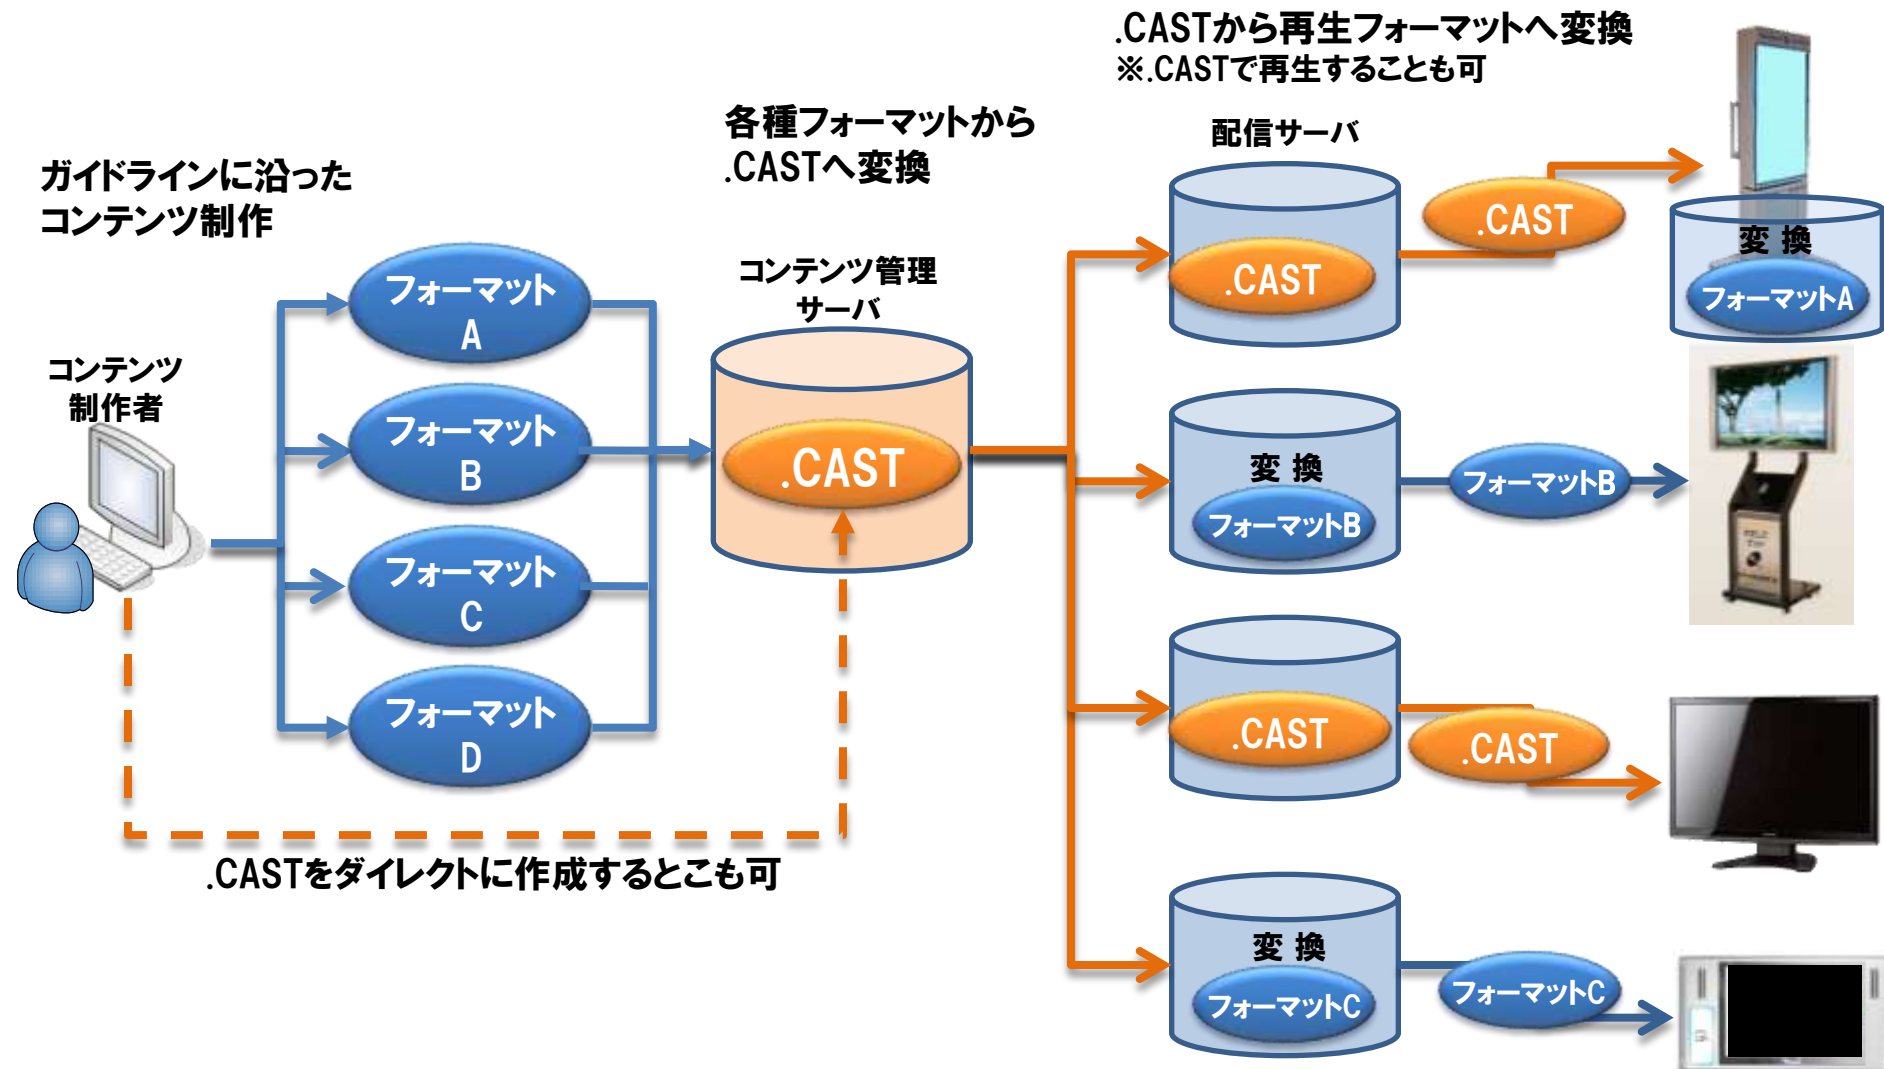 .CASTから再生フォーマットへ変換
※.CASTで再生することも可
各種フォーマットから
.CASTへ変換
配信サーバ
ガイドラインに沿った
コンテンツ制作
コンテンツ管理
サーバ
コンテンツ
制作者
フォーマット
A
フォーマット
B
フォーマット
C
フォーマット
D
.CAST
.CASTをダイレクトに作成するとこも可
.CAST
.CAST
変 換
フォーマットA
変 換
フォーマットB
フォーマットB
.CAST
.CAST
変 換
フォーマットC
フォーマットC